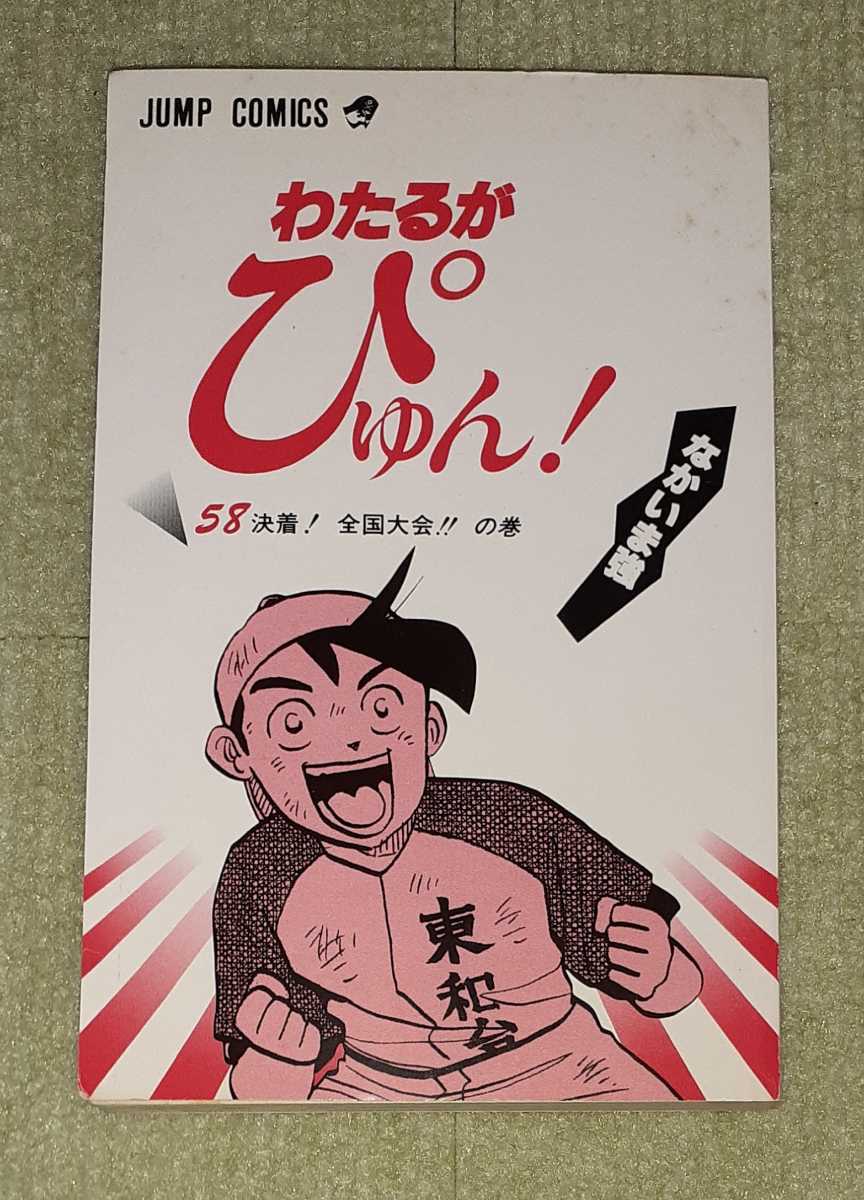 JUMP COMICS
わたるが
ぴゅん!
58 決着! 全国大会!! の巻
なかいま強
東和台